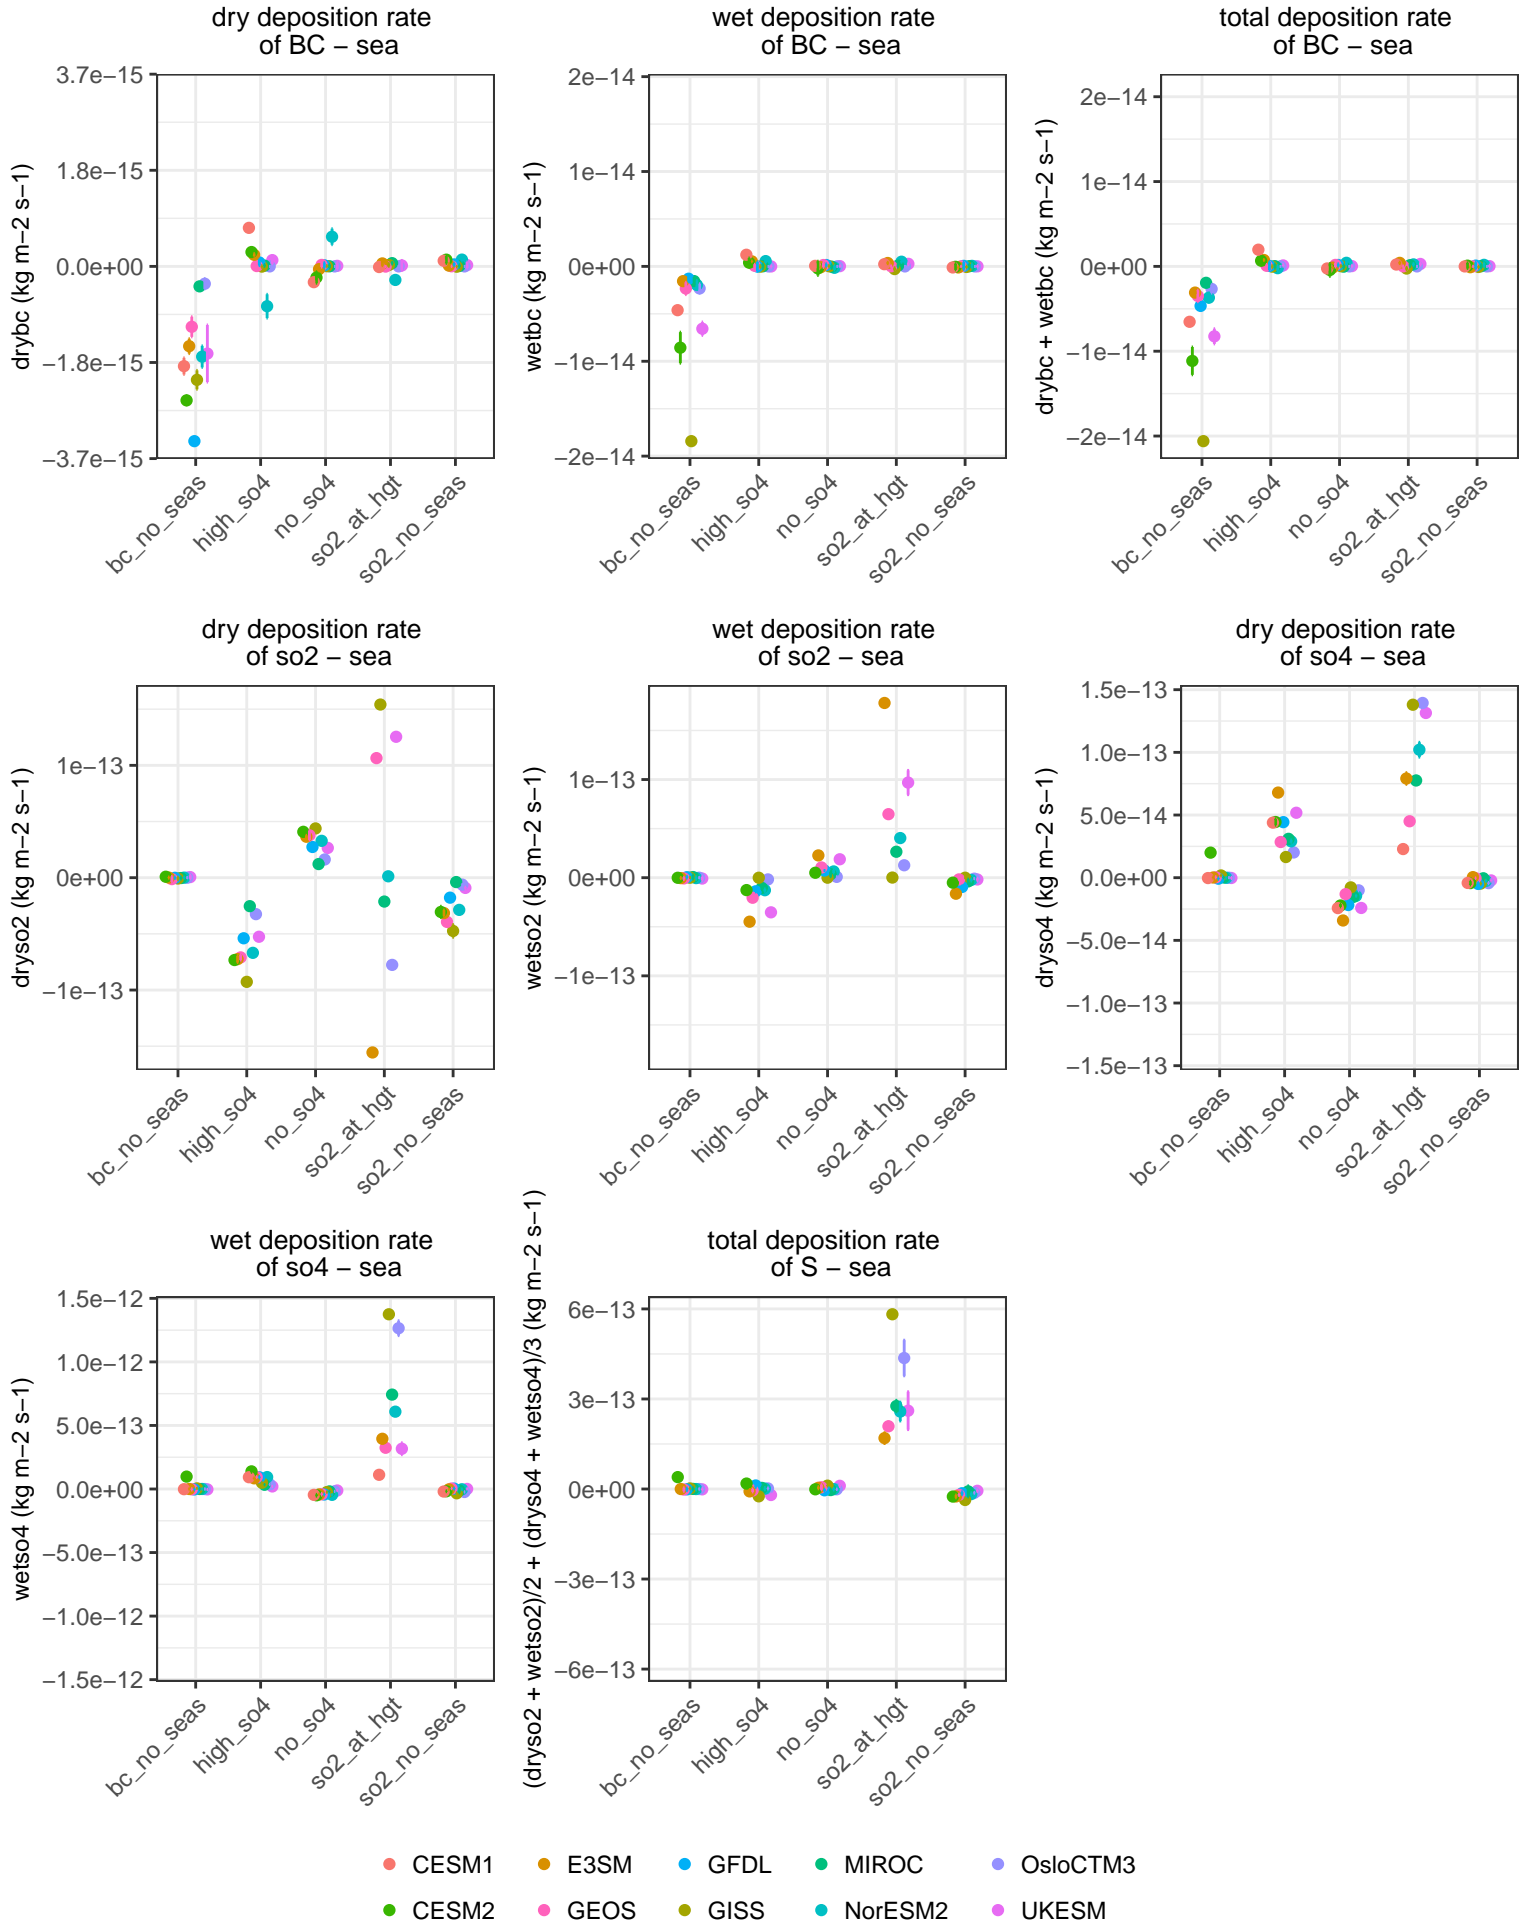 dry deposition rate
of BC − sea
drybc (kg m−2 s−1)
3.7e−15
1.8e−15
0.0e+00
−1.8e−15
−3.7e−15
bc_no_seas
high_so4
no_so4
so2_at_hgt
so2_no_seas
wet deposition rate
of BC − sea
wetbc (kg m−2 s−1)
2e−14
1e−14
0e+00
−1e−14
−2e−14
bc_no_seas
high_so4
no_so4
so2_at_hgt
so2_no_seas
total deposition rate
of BC − sea
drybc + wetbc (kg m−2 s−1)
2e−14
1e−14
0e+00
−1e−14
−2e−14
bc_no_seas
high_so4
no_so4
so2_at_hgt
so2_no_seas
dry deposition rate
of so2 − sea
dryso2 (kg m−2 s−1)
1e−13
0e+00
−1e−13
bc_no_seas
high_so4
no_so4
so2_at_hgt
so2_no_seas
wet deposition rate
of so2 − sea
wetso2 (kg m−2 s−1)
1e−13
0e+00
−1e−13
bc_no_seas
high_so4
no_so4
so2_at_hgt
so2_no_seas
dry deposition rate
of so4 − sea
dryso4 (kg m−2 s−1)
1.5e−13
1.0e−13
5.0e−14
0.0e+00
−5.0e−14
−1.0e−13
−1.5e−13
bc_no_seas
high_so4
no_so4
so2_at_hgt
so2_no_seas
wet deposition rate
of so4 − sea
wetso4 (kg m−2 s−1)
1.5e−12
1.0e−12
5.0e−13
0.0e+00
−5.0e−13
−1.0e−12
−1.5e−12
bc_no_seas
high_so4
no_so4
so2_at_hgt
so2_no_seas
total deposition rate
of S − sea
(dryso2 + wetso2)/2 + (dryso4 + wetso4)/3 (kg m−2 s−1)
6e−13
3e−13
0e+00
−3e−13
−6e−13
bc_no_seas
high_so4
no_so4
so2_at_hgt
so2_no_seas
CESM1 E3SM GFDL MIROC OsloCTM3
CESM2 GEOS GISS NorESM2 UKESM